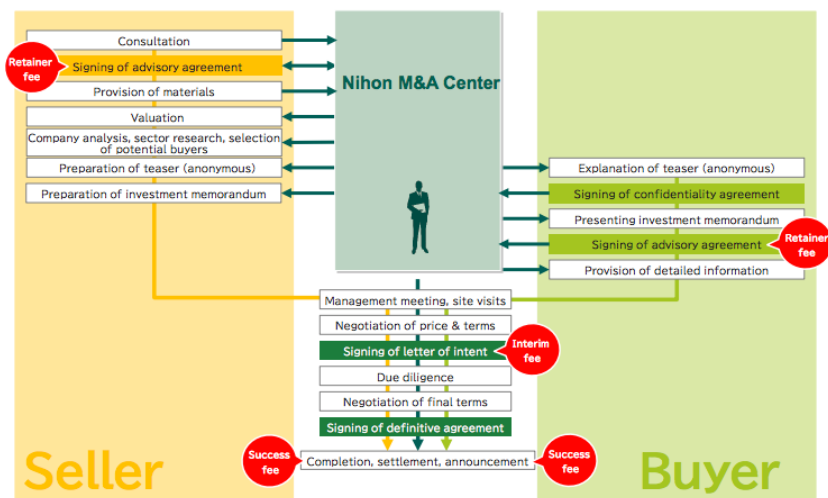 Consultation
Retainer
fee
Signing of advisory agreement
Provision of materials
Valuation
Company analysis, sector research, selection
of potential buyers
Preparation of teaser (anonymous)
Preparation of investment memorandum
Nihon M&A Center
Explanation of teaser (anonymous)
Signing of confidentiality agreement
Presenting investment memorandum
Signing of advisory agreement
Retainer
fee
Provision of detailed information
Management meeting, site visits
Negotiation of price & terms
Signing of letter of intent
Interim
fee
Due diligence
Negotiation of final terms
Signing of definitive agreement
Success
fee
Completion, settlement, announcement
Success
fee
Seller
Buyer